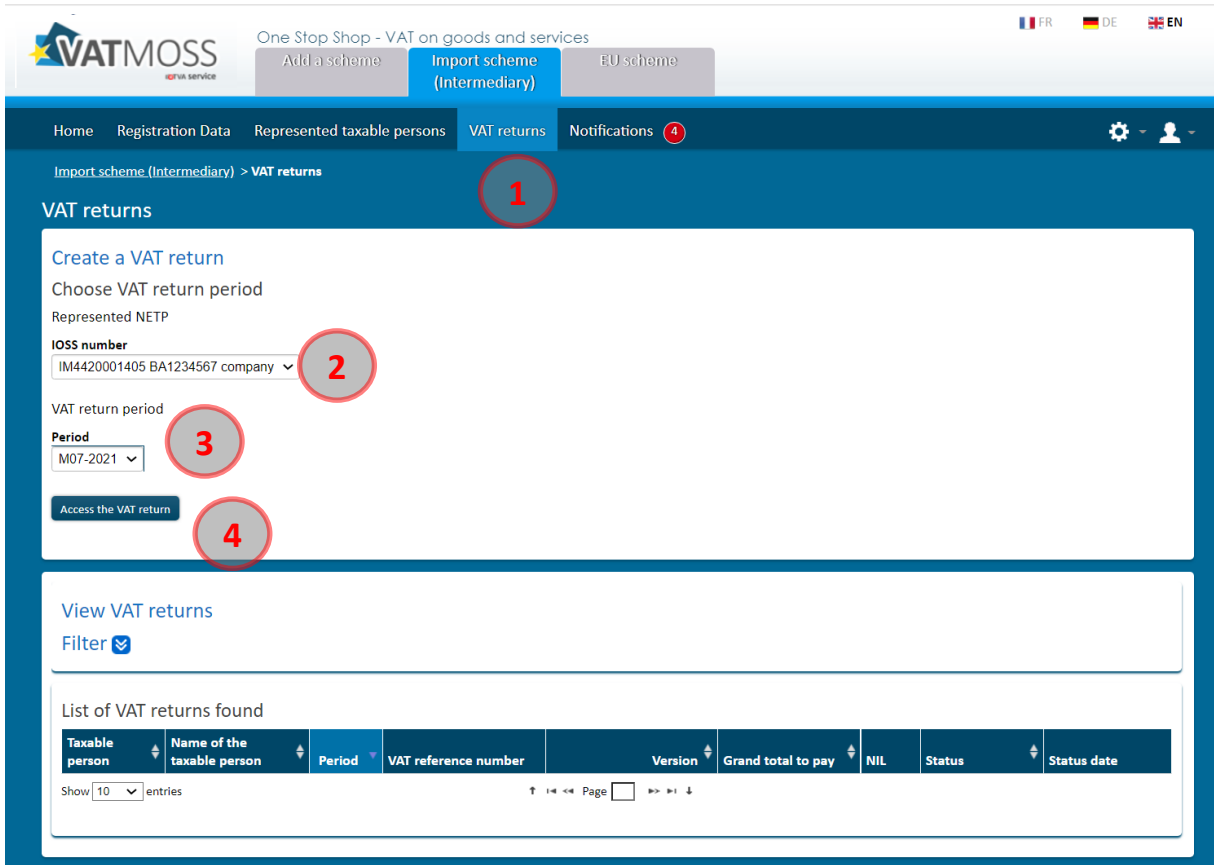 VATMOSS
eTVA service
One Stop Shop - VAT on goods and services
FR DE EN
Add a scheme
Import scheme
(Intermediary)
EU scheme
Home Registration Data Represented taxable persons VAT returns Notifications 4
Import scheme (Intermediary) > VAT returns
1
VAT returns
Create a VAT return
Choose VAT return period
Represented NETP
IOSS number
IM4420001405 BA1234567 company
2
VAT return period
Period
M07-2021
3
Access the VAT return
4
View VAT returns
Filter
List of VAT returns found
Taxable person
Name of the taxable person
Period
VAT reference number
Version
Grand total to pay
NIL
Status
Status date
Show 10 entries
Page